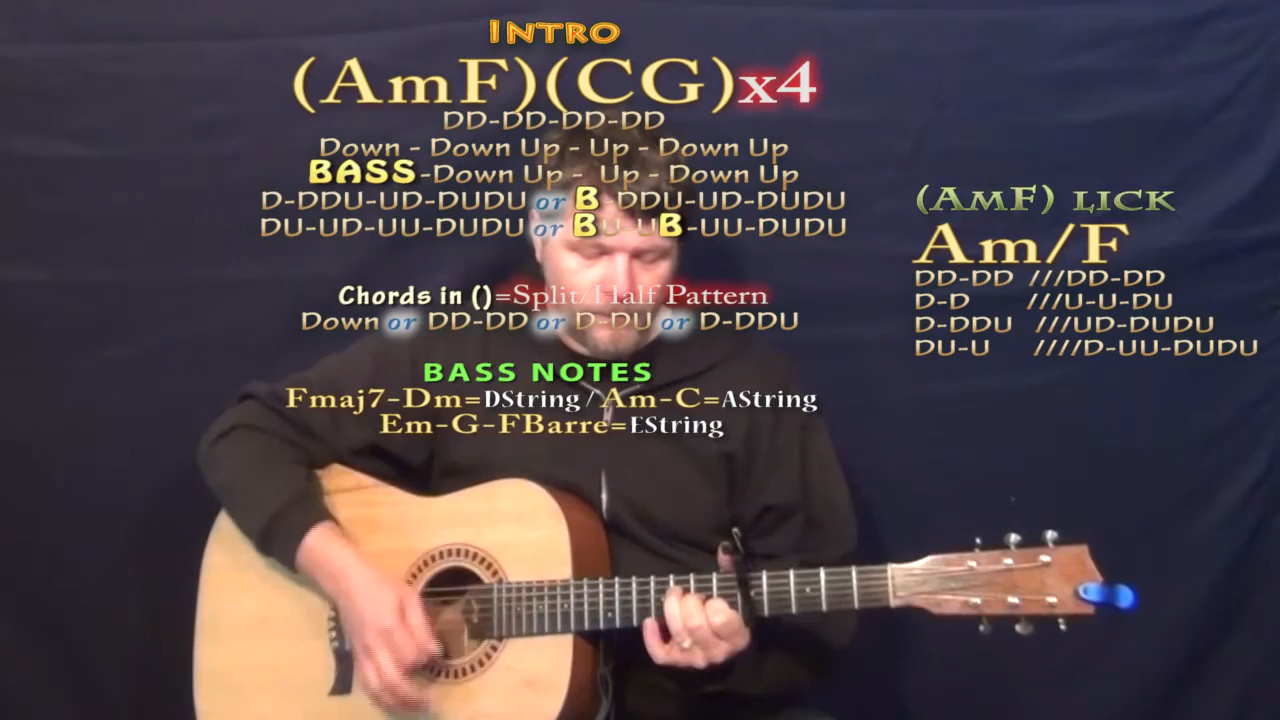 INTRO
(AmF)(CG)x4
DD-DD-DD-DD
Down - Down Up - Up - Down Up
BASS-Down Up - Up - Down Up
D-DDU-UD-DUDU or B-DDU-UD-DUDU
DU-UD-UU-DUDU or BU-UB-UU-DUDU
Chords in ()=Split/Half Pattern
Down or DD-DD or D-DU or D-DDU
BASS NOTES
Fmaj7-Dm=DString/Am-C=AString
Em-G-FBarre=EString
(AmF) LICK
Am/F
DD-DD ///DD-DD
D-D ///U-U-DU
D-DDU ///UD-DUDU
DU-U ////D-UU-DUDU